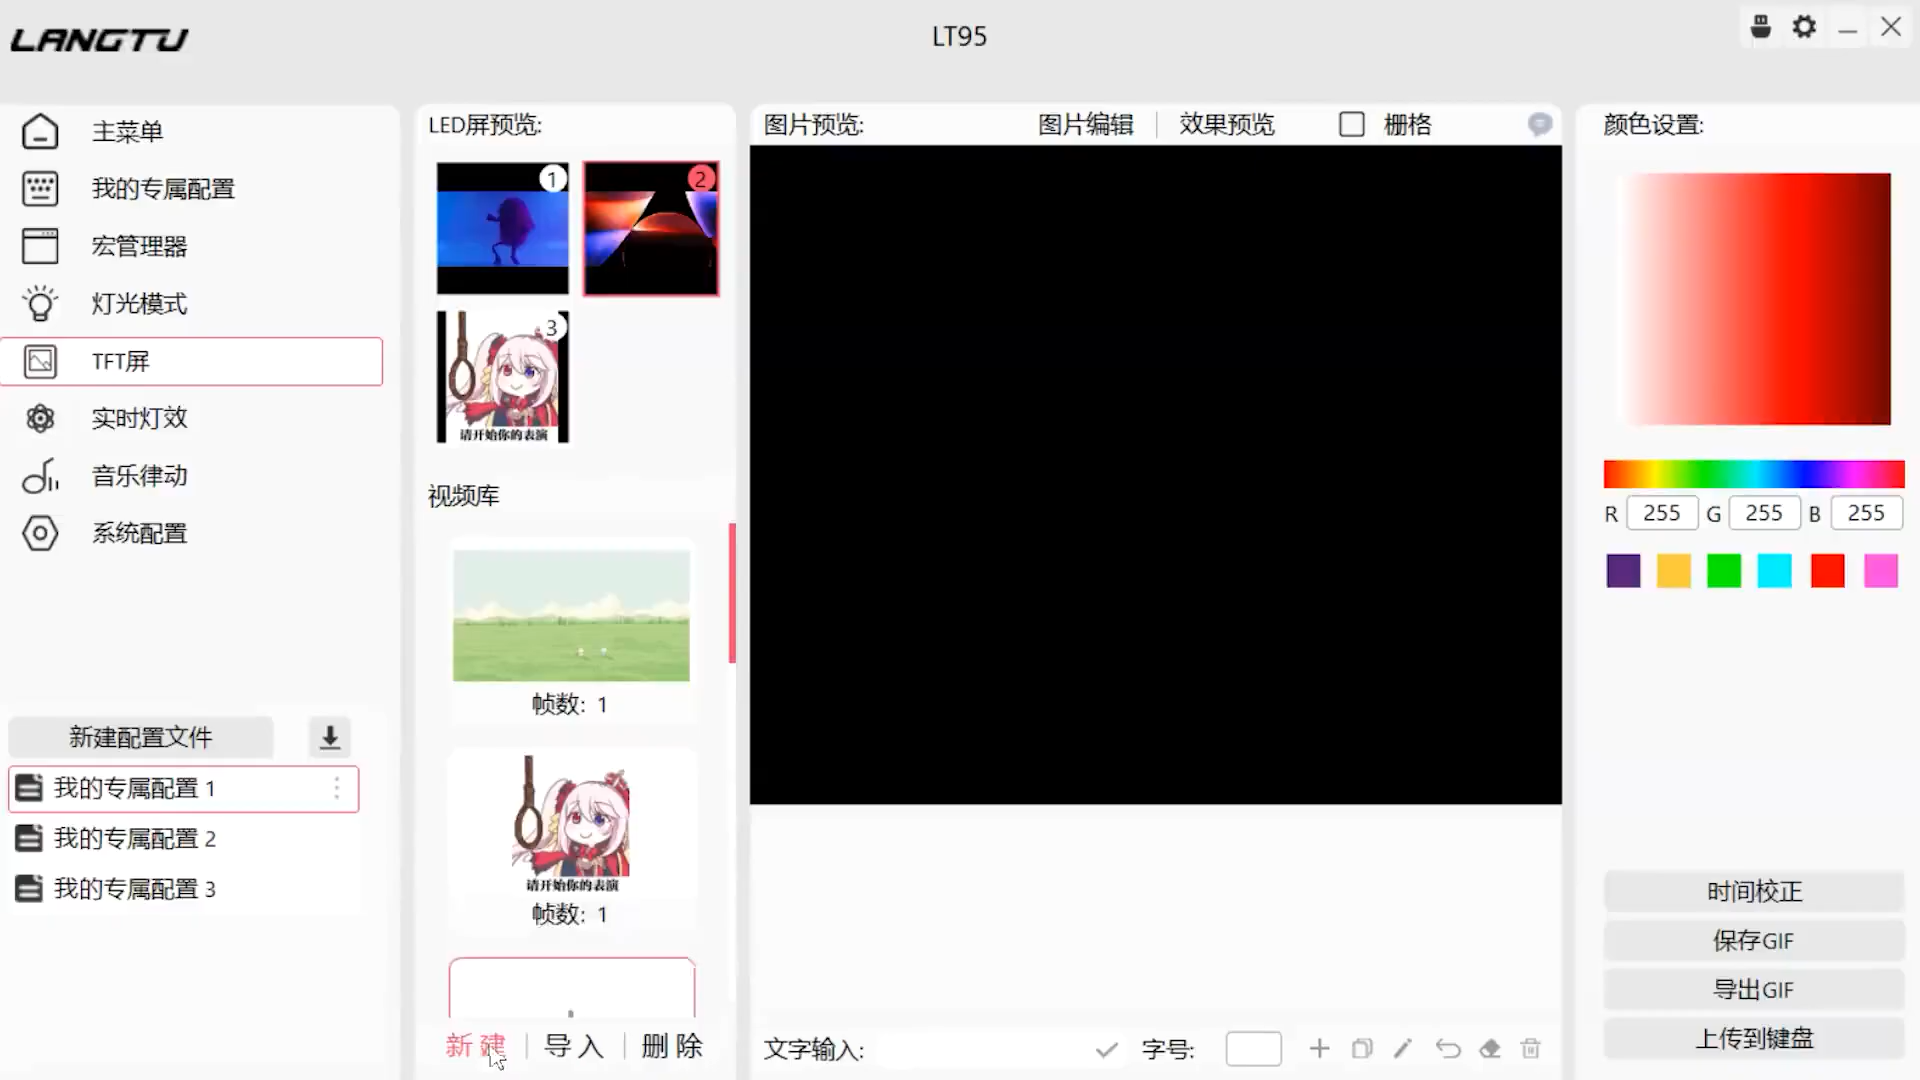 LANGTU
LT95
主菜单
我的专属配置
宏管理器
灯光模式
TFT屏
实时灯效
音乐律动
系统配置
新建配置文件
我的专属配置 1
我的专属配置 2
我的专属配置 3
LED屏预览:
1
2
3
请开始你的表演
视频库
帧数: 1
请开始你的表演
帧数: 1
新建 导入 删除
图片预览: 图片编辑 效果预览 栅格
文字输入: 字号:
颜色设置:
R 255 G 255 B 255
时间校正
保存GIF
导出GIF
上传到键盘